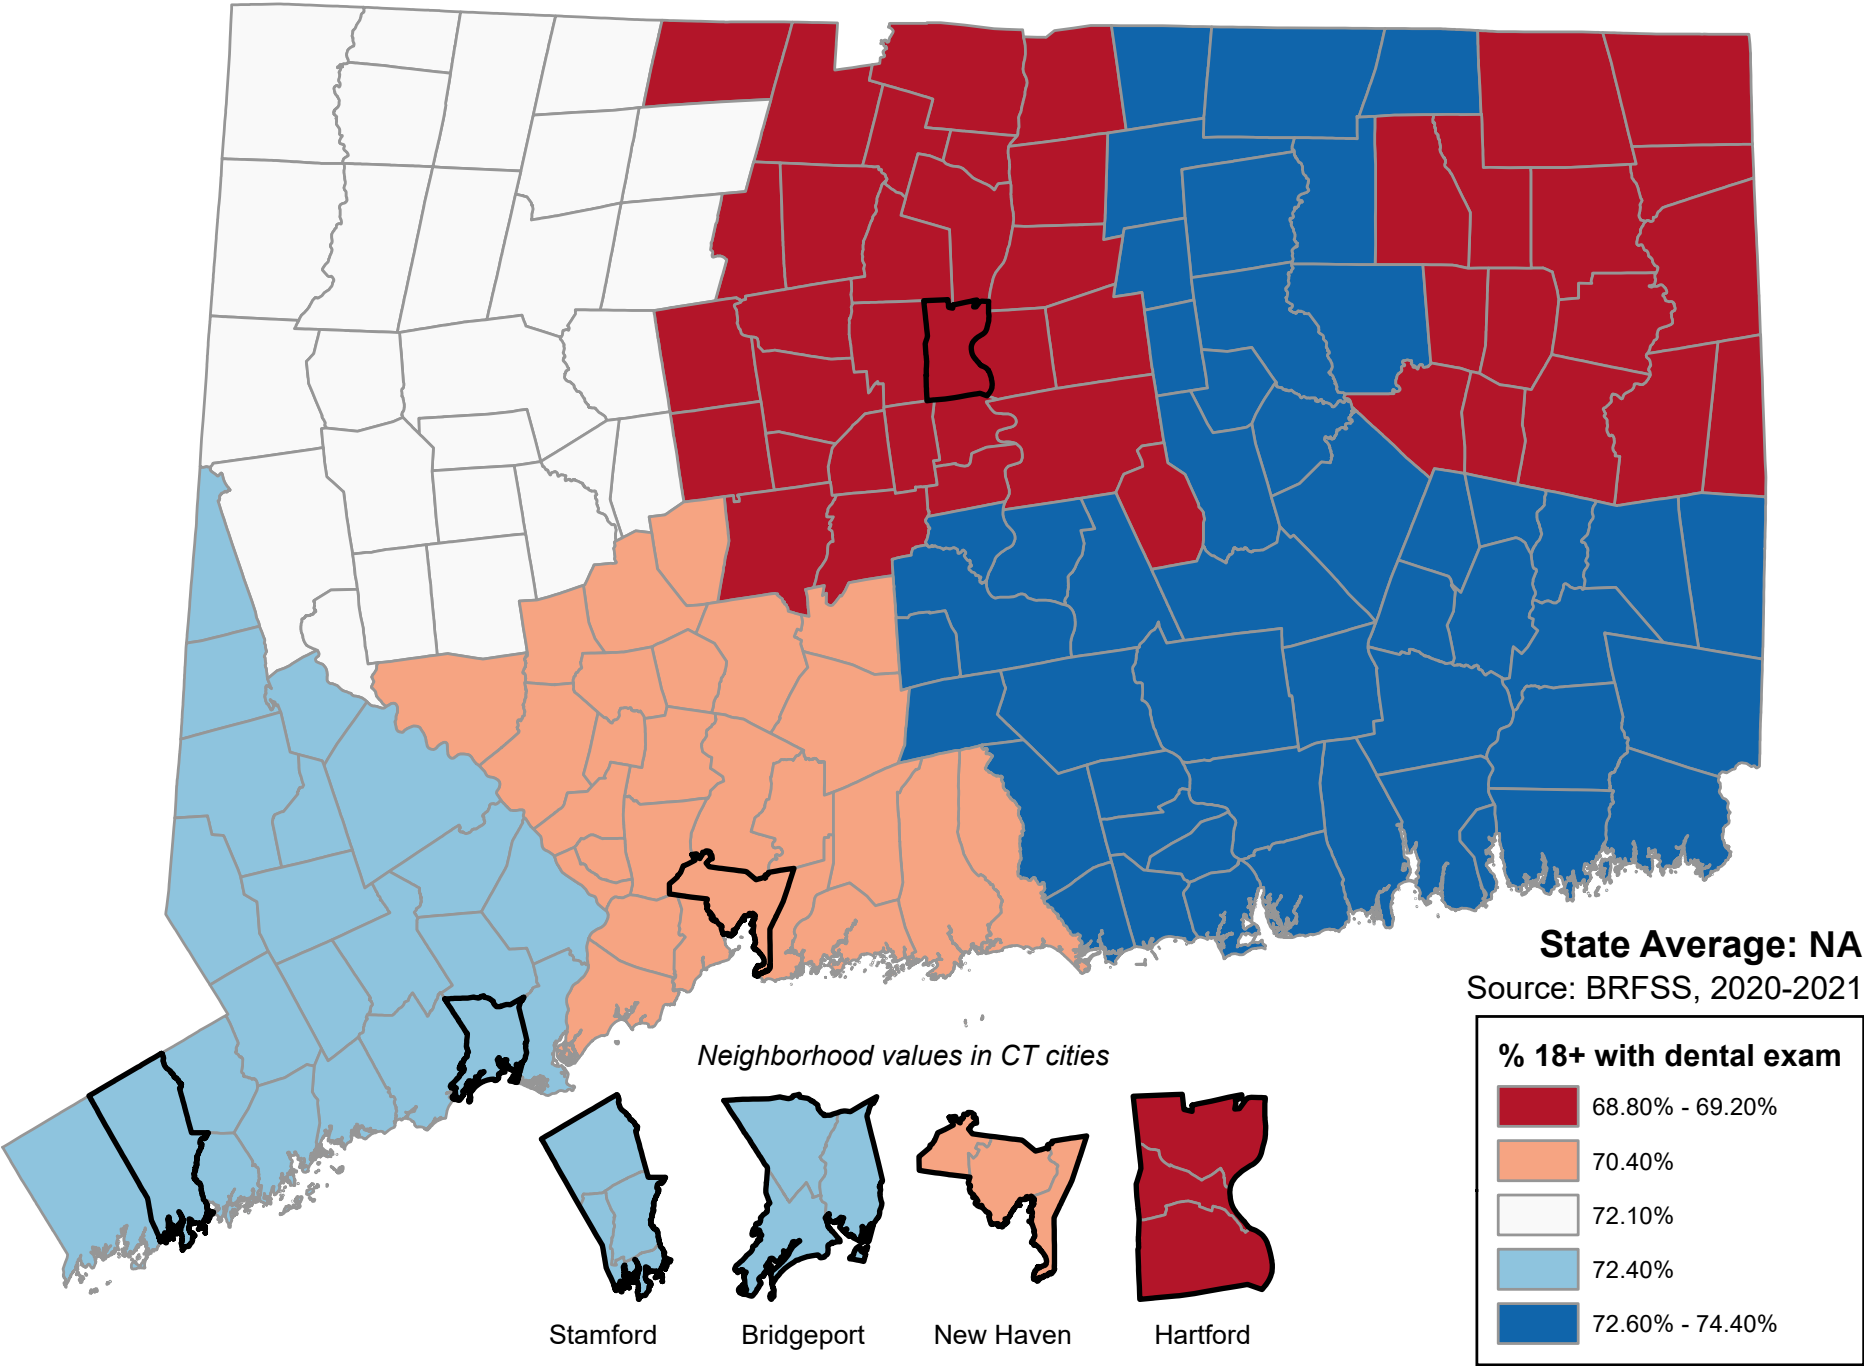 State Average: NA
Source: BRFSS, 2020-2021
% 18+ with dental exam
68.80% - 69.20%
70.40%
72.10%
72.40%
72.60% - 74.40%
Neighborhood values in CT cities
Stamford
Bridgeport
New Haven
Hartford